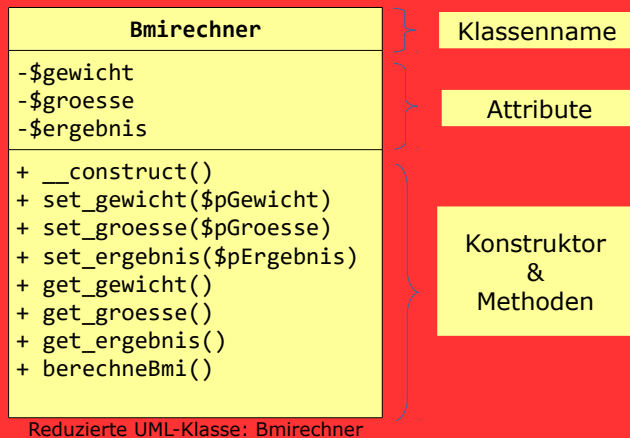 Bmirechner
-$gewicht
-$groesse
-$ergebnis
+ __construct()
+ set_gewicht($pGewicht)
+ set_groesse($pGroesse)
+ set_ergebnis($pErgebnis)
+ get_gewicht()
+ get_groesse()
+ get_ergebnis()
+ berechneBmi()
Reduzierte UML-Klasse: Bmirechner
Klassenname
Attribute
Konstruktor
&
Methoden